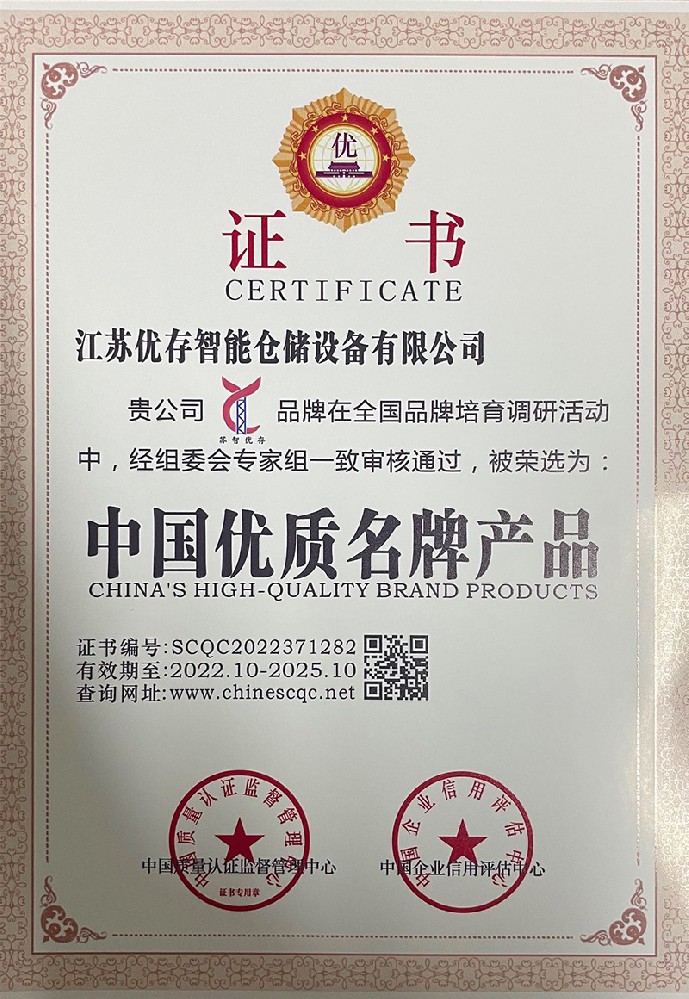 优
证 书
CERTIFICATE
江苏优存智能仓储设备有限公司
贵公司 苏智优存 品牌在全国品牌培育调研活动
中，经组委会专家组一致审核通过，被荣选为：
中国优质名牌产品
CHINA'S HIGH-QUALITY BRAND PRODUCTS
证书编号:SCQC2022371282
有效期至:2022.10-2025.10
查询网址:www.chinescqc.net
中国质量认证监督管理中心
证书专用章
中国质量认证监督管理中心
中国企业信用评估中心
中国企业信用评估中心